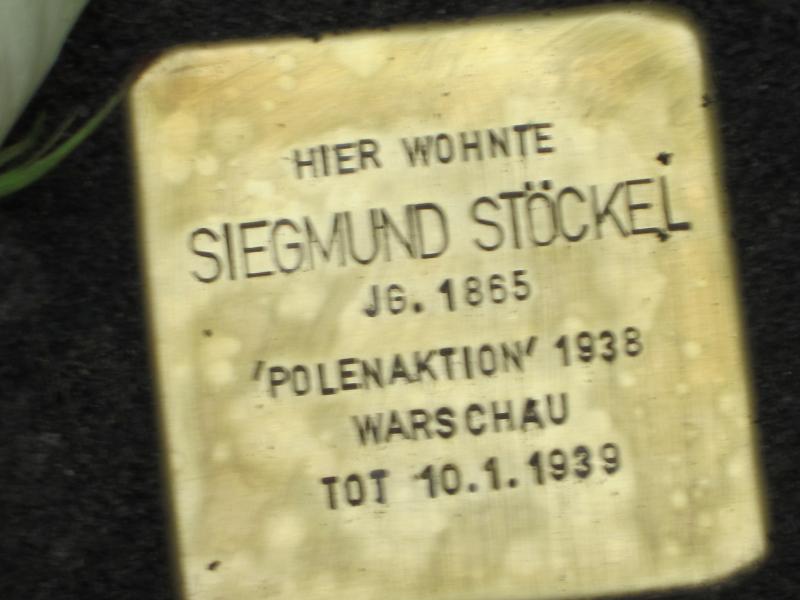 HIER WOHNTE
SIEGMUND STÖCKEL
JG. 1865
'POLENAKTION' 1938
WARSCHAU
TOT 10.1.1939